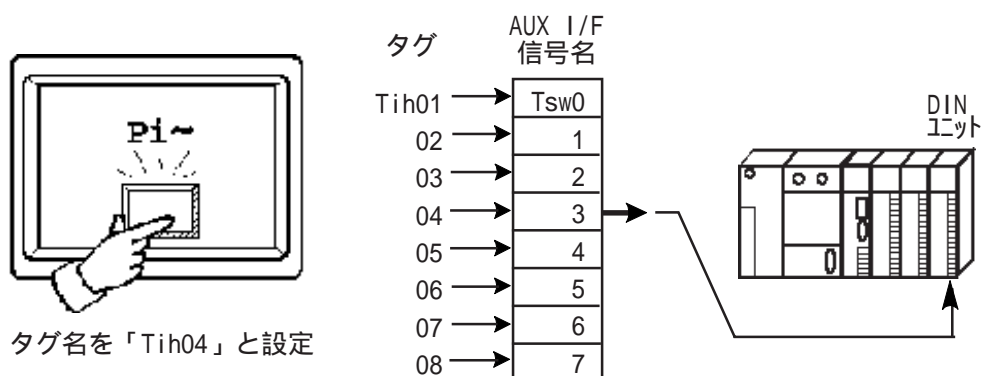 Pi~
タグ名を「Tih04」と設定
タグ
AUX I/F
信号名
Tih01 Tsw0
02 1
03 2
04 3
05 4
06 5
07 6
08 7
DIN
ユニット